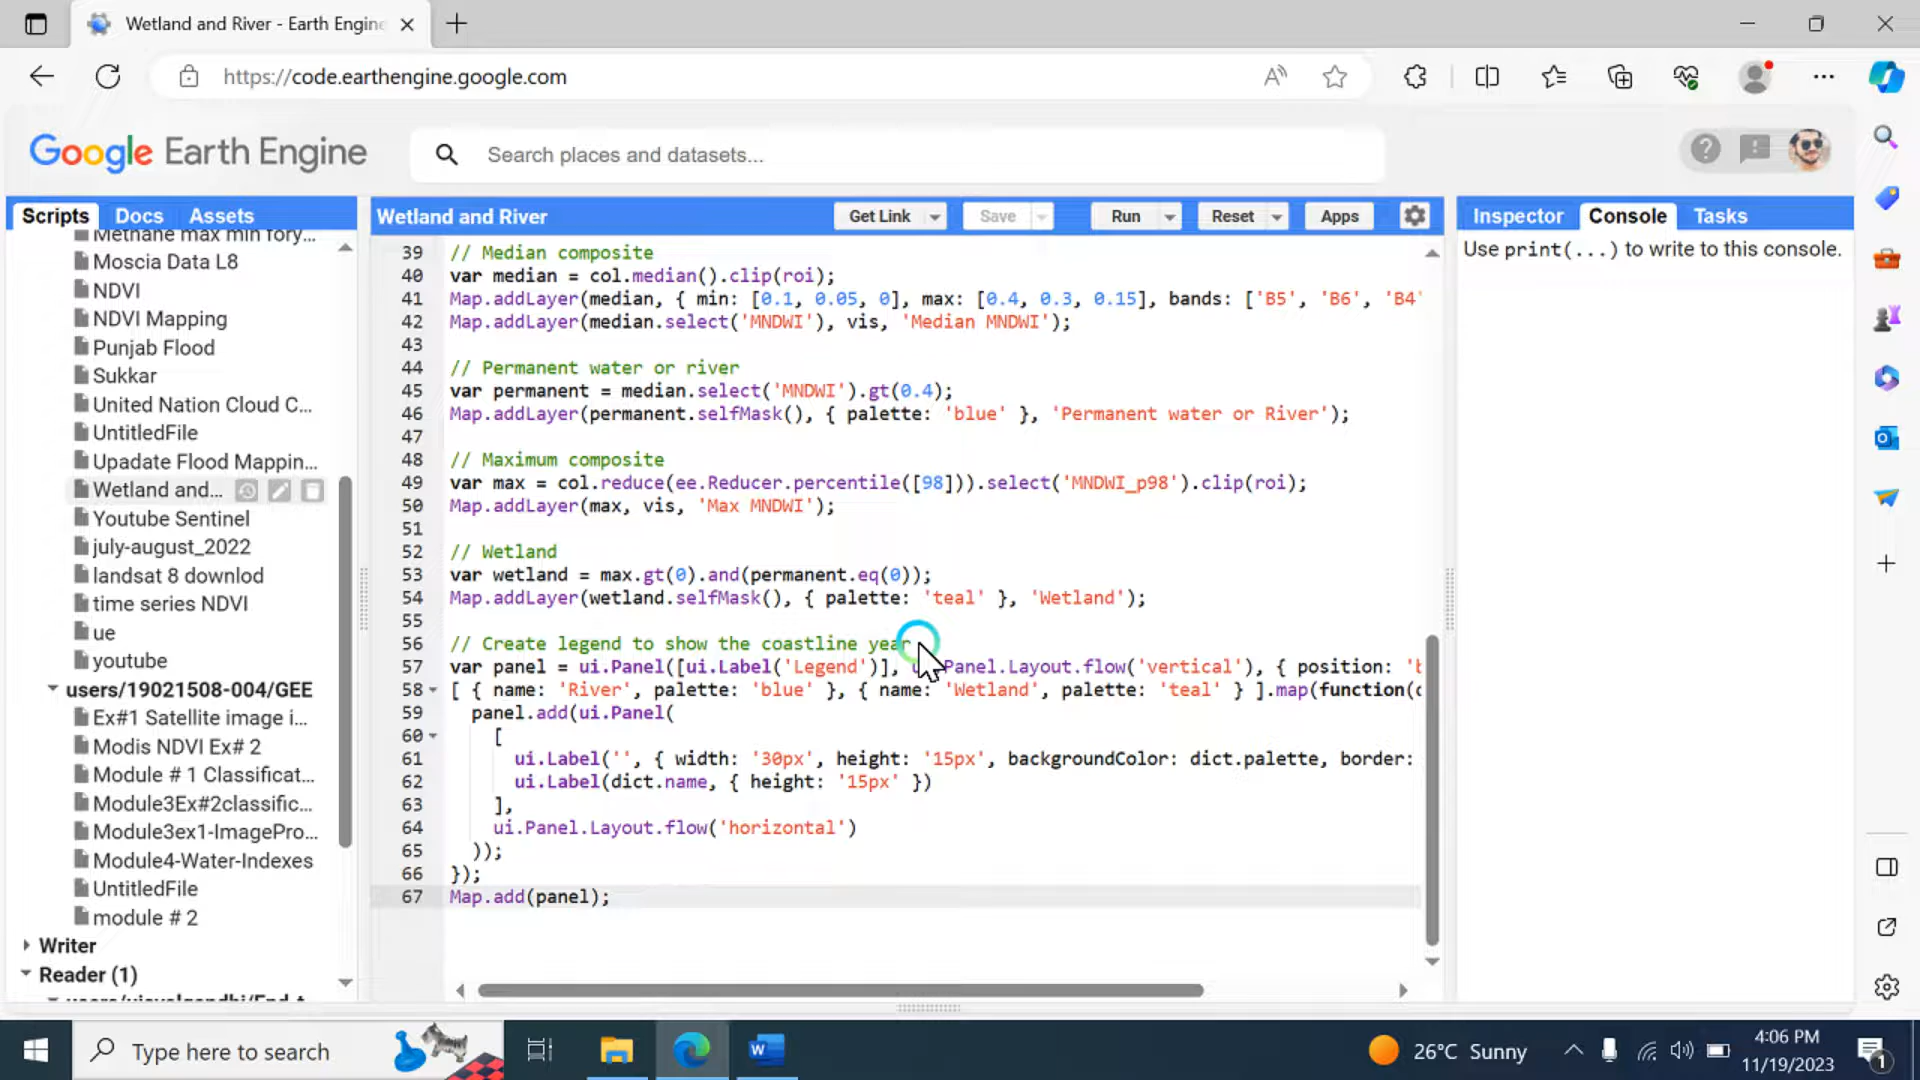 Wetland and River - Earth Engine
https://code.earthengine.google.com
Google Earth Engine
Search places and datasets...
Scripts Docs Assets
Methane max min fory...
Moscia Data L8
NDVI
NDVI Mapping
Punjab Flood
Sukkar
United Nation Cloud C...
UntitledFile
Upadate Flood Mappin...
Wetland and...
Youtube Sentinel
july-august_2022
landsat 8 downlod
time series NDVI
ue
youtube
users/19021508-004/GEE
Ex#1 Satellite image i...
Modis NDVI Ex# 2
Module # 1 Classificat...
Module3Ex#2classific...
Module3ex1-ImagePro...
Module4-Water-Indexes
UntitledFile
module # 2
Writer
Reader (1)
Wetland and River Get Link Save Run Reset Apps
39 // Median composite
40 var median = col.median().clip(roi);
41 Map.addLayer(median, { min: [0.1, 0.05, 0], max: [0.4, 0.3, 0.15], bands: ['B5', 'B6', 'B4'
42 Map.addLayer(median.select('MNDWI'), vis, 'Median MNDWI');
43
44 // Permanent water or river
45 var permanent = median.select('MNDWI').gt(0.4);
46 Map.addLayer(permanent.selfMask(), { palette: 'blue' }, 'Permanent water or River');
47
48 // Maximum composite
49 var max = col.reduce(ee.Reducer.percentile([98])).select('MNDWI_p98').clip(roi);
50 Map.addLayer(max, vis, 'Max MNDWI');
51
52 // Wetland
53 var wetland = max.gt(0).and(permanent.eq(0));
54 Map.addLayer(wetland.selfMask(), { palette: 'teal' }, 'Wetland');
55
56 // Create legend to show the coastline year
57 var panel = ui.Panel([ui.Label('Legend')], Panel.Layout.flow('vertical'), { position: 'b
58 [ { name: 'River', palette: 'blue' }, { name: 'Wetland', palette: 'teal' } ].map(function(
59 panel.add(ui.Panel(
60 [
61 ui.Label('', { width: '30px', height: '15px', backgroundColor: dict.palette, border:
62 ui.Label(dict.name, { height: '15px' })
63 ],
64 ui.Panel.Layout.flow('horizontal')
65 ));
66 });
67 Map.add(panel);
Inspector Console Tasks
Use print(...) to write to this console.
Type here to search
26°C Sunny
4:06 PM
11/19/2023
1